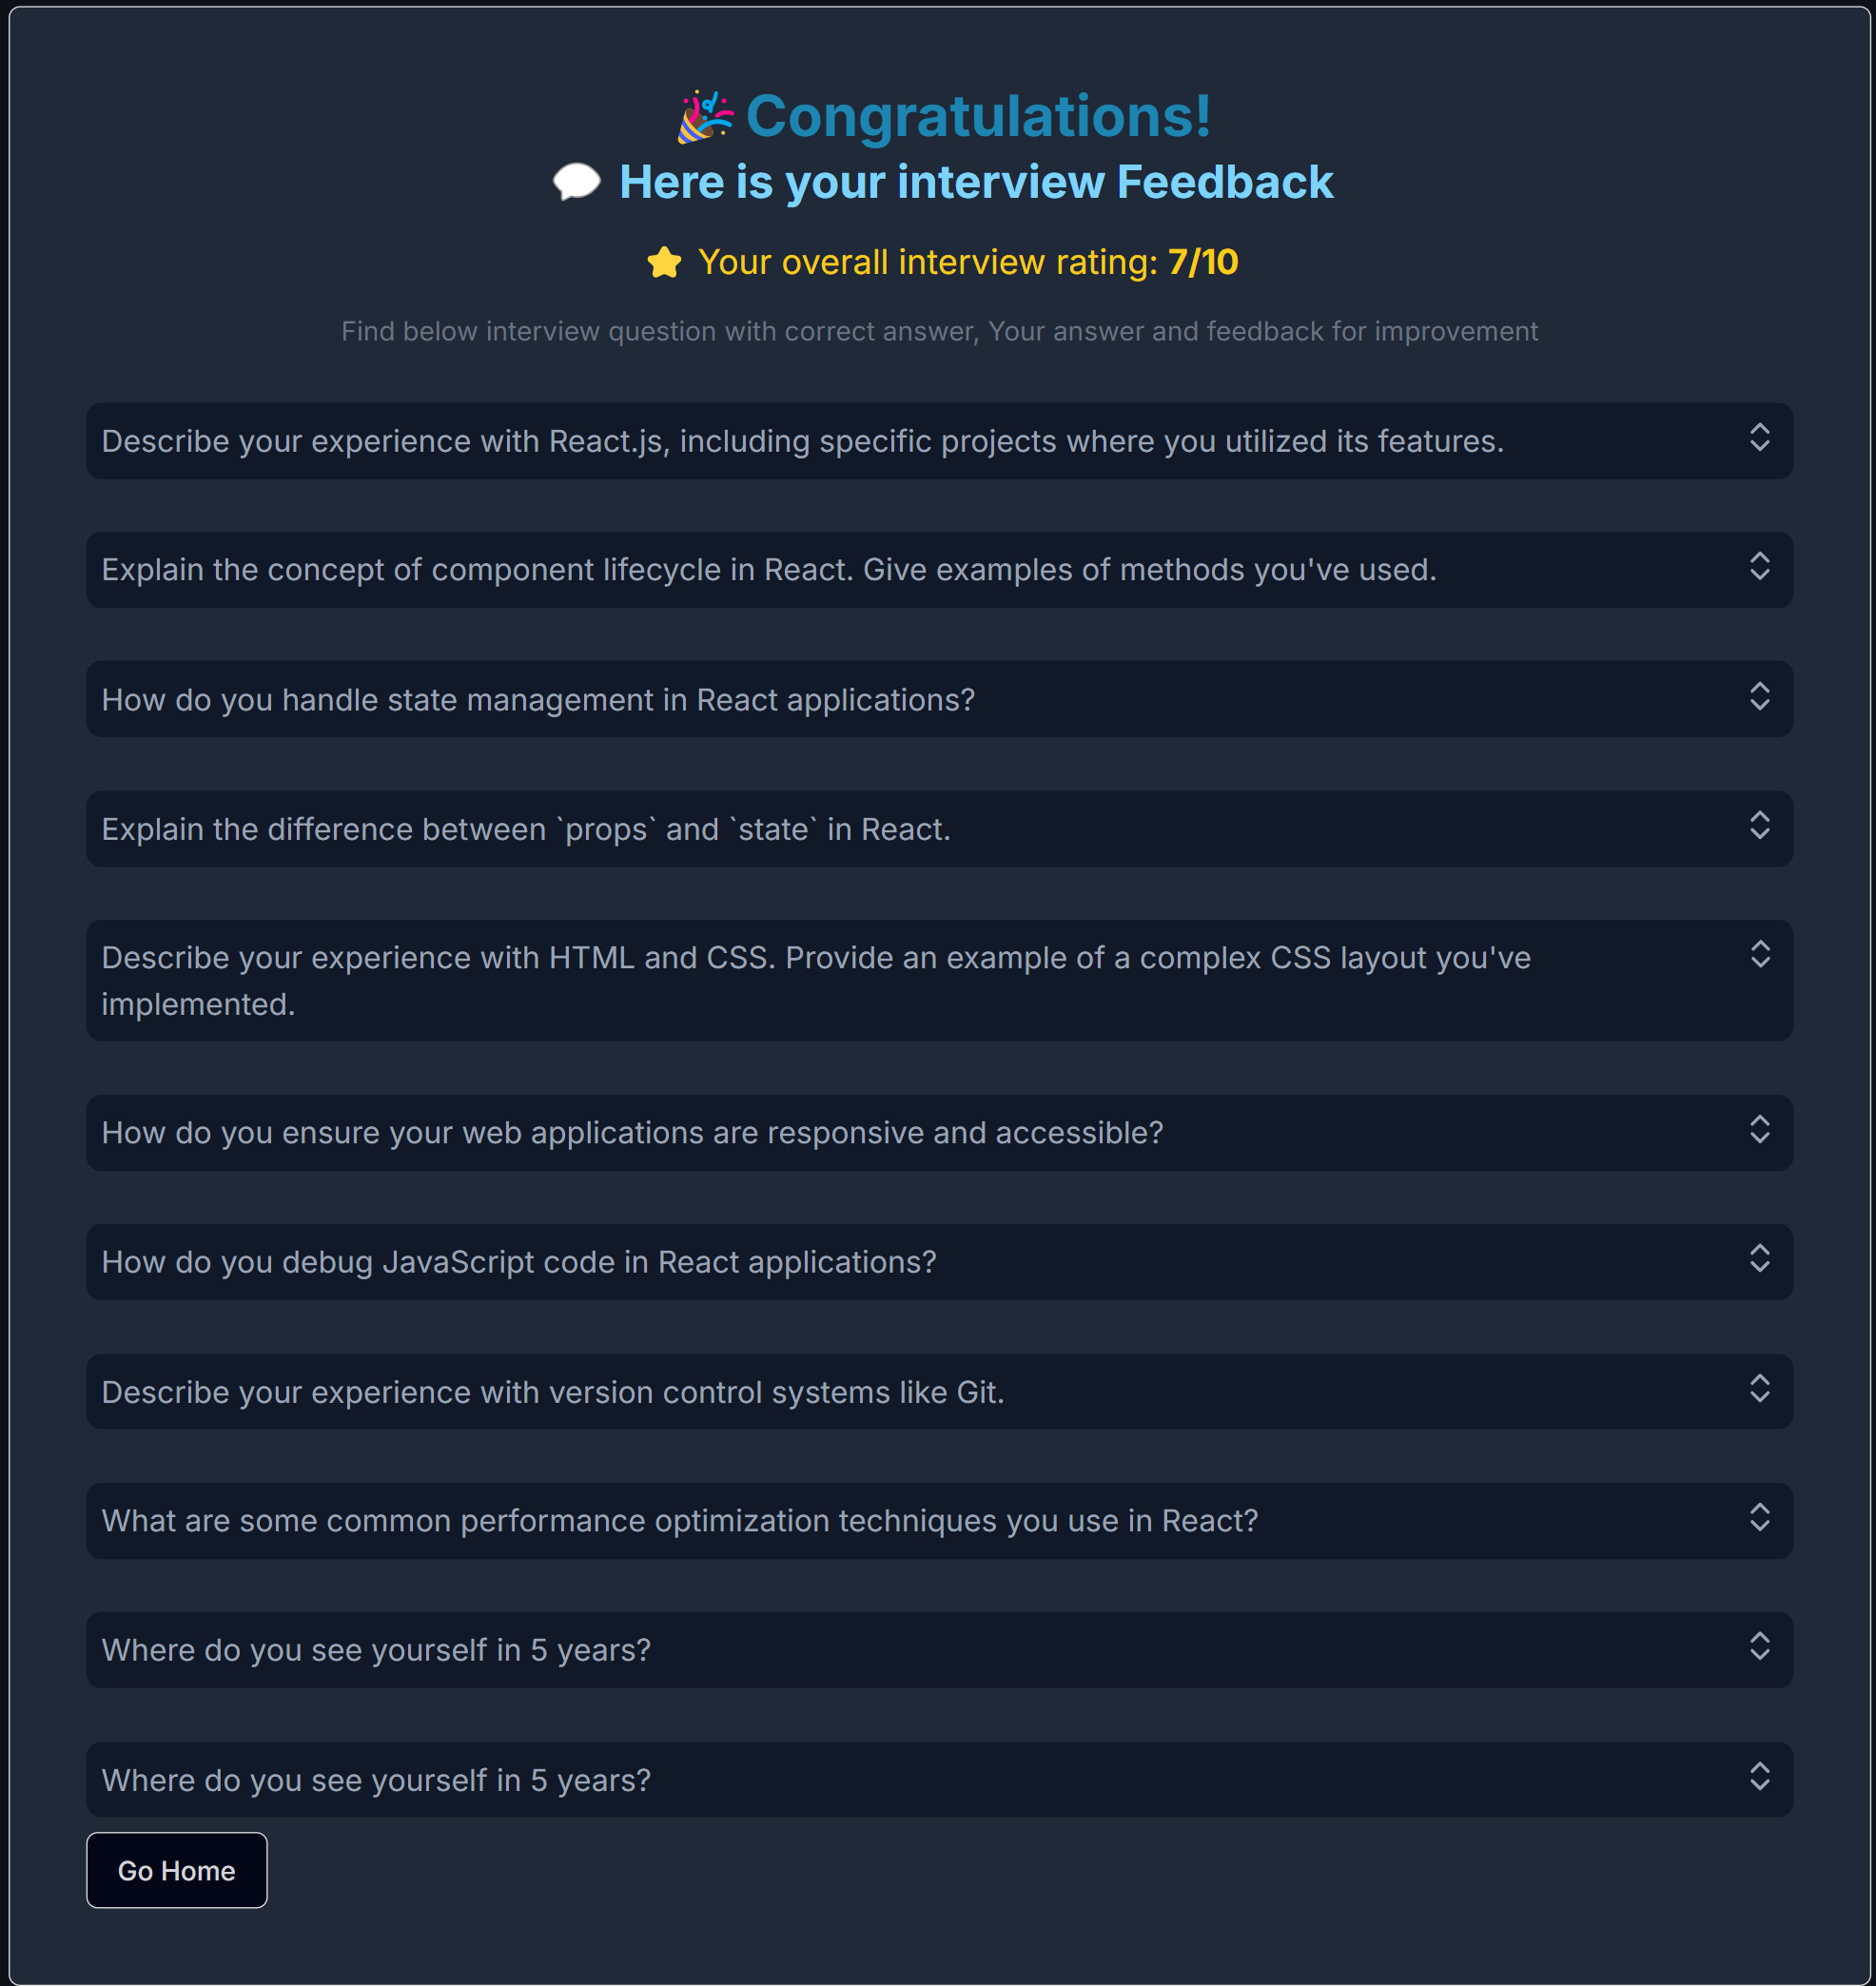 🎉 Congratulations!
💬 Here is your interview Feedback
⭐ Your overall interview rating: 7/10
Find below interview question with correct answer, Your answer and feedback for improvement
Describe your experience with React.js, including specific projects where you utilized its features.
Explain the concept of component lifecycle in React. Give examples of methods you've used.
How do you handle state management in React applications?
Explain the difference between `props` and `state` in React.
Describe your experience with HTML and CSS. Provide an example of a complex CSS layout you've
implemented.
How do you ensure your web applications are responsive and accessible?
How do you debug JavaScript code in React applications?
Describe your experience with version control systems like Git.
What are some common performance optimization techniques you use in React?
Where do you see yourself in 5 years?
Where do you see yourself in 5 years?
Go Home